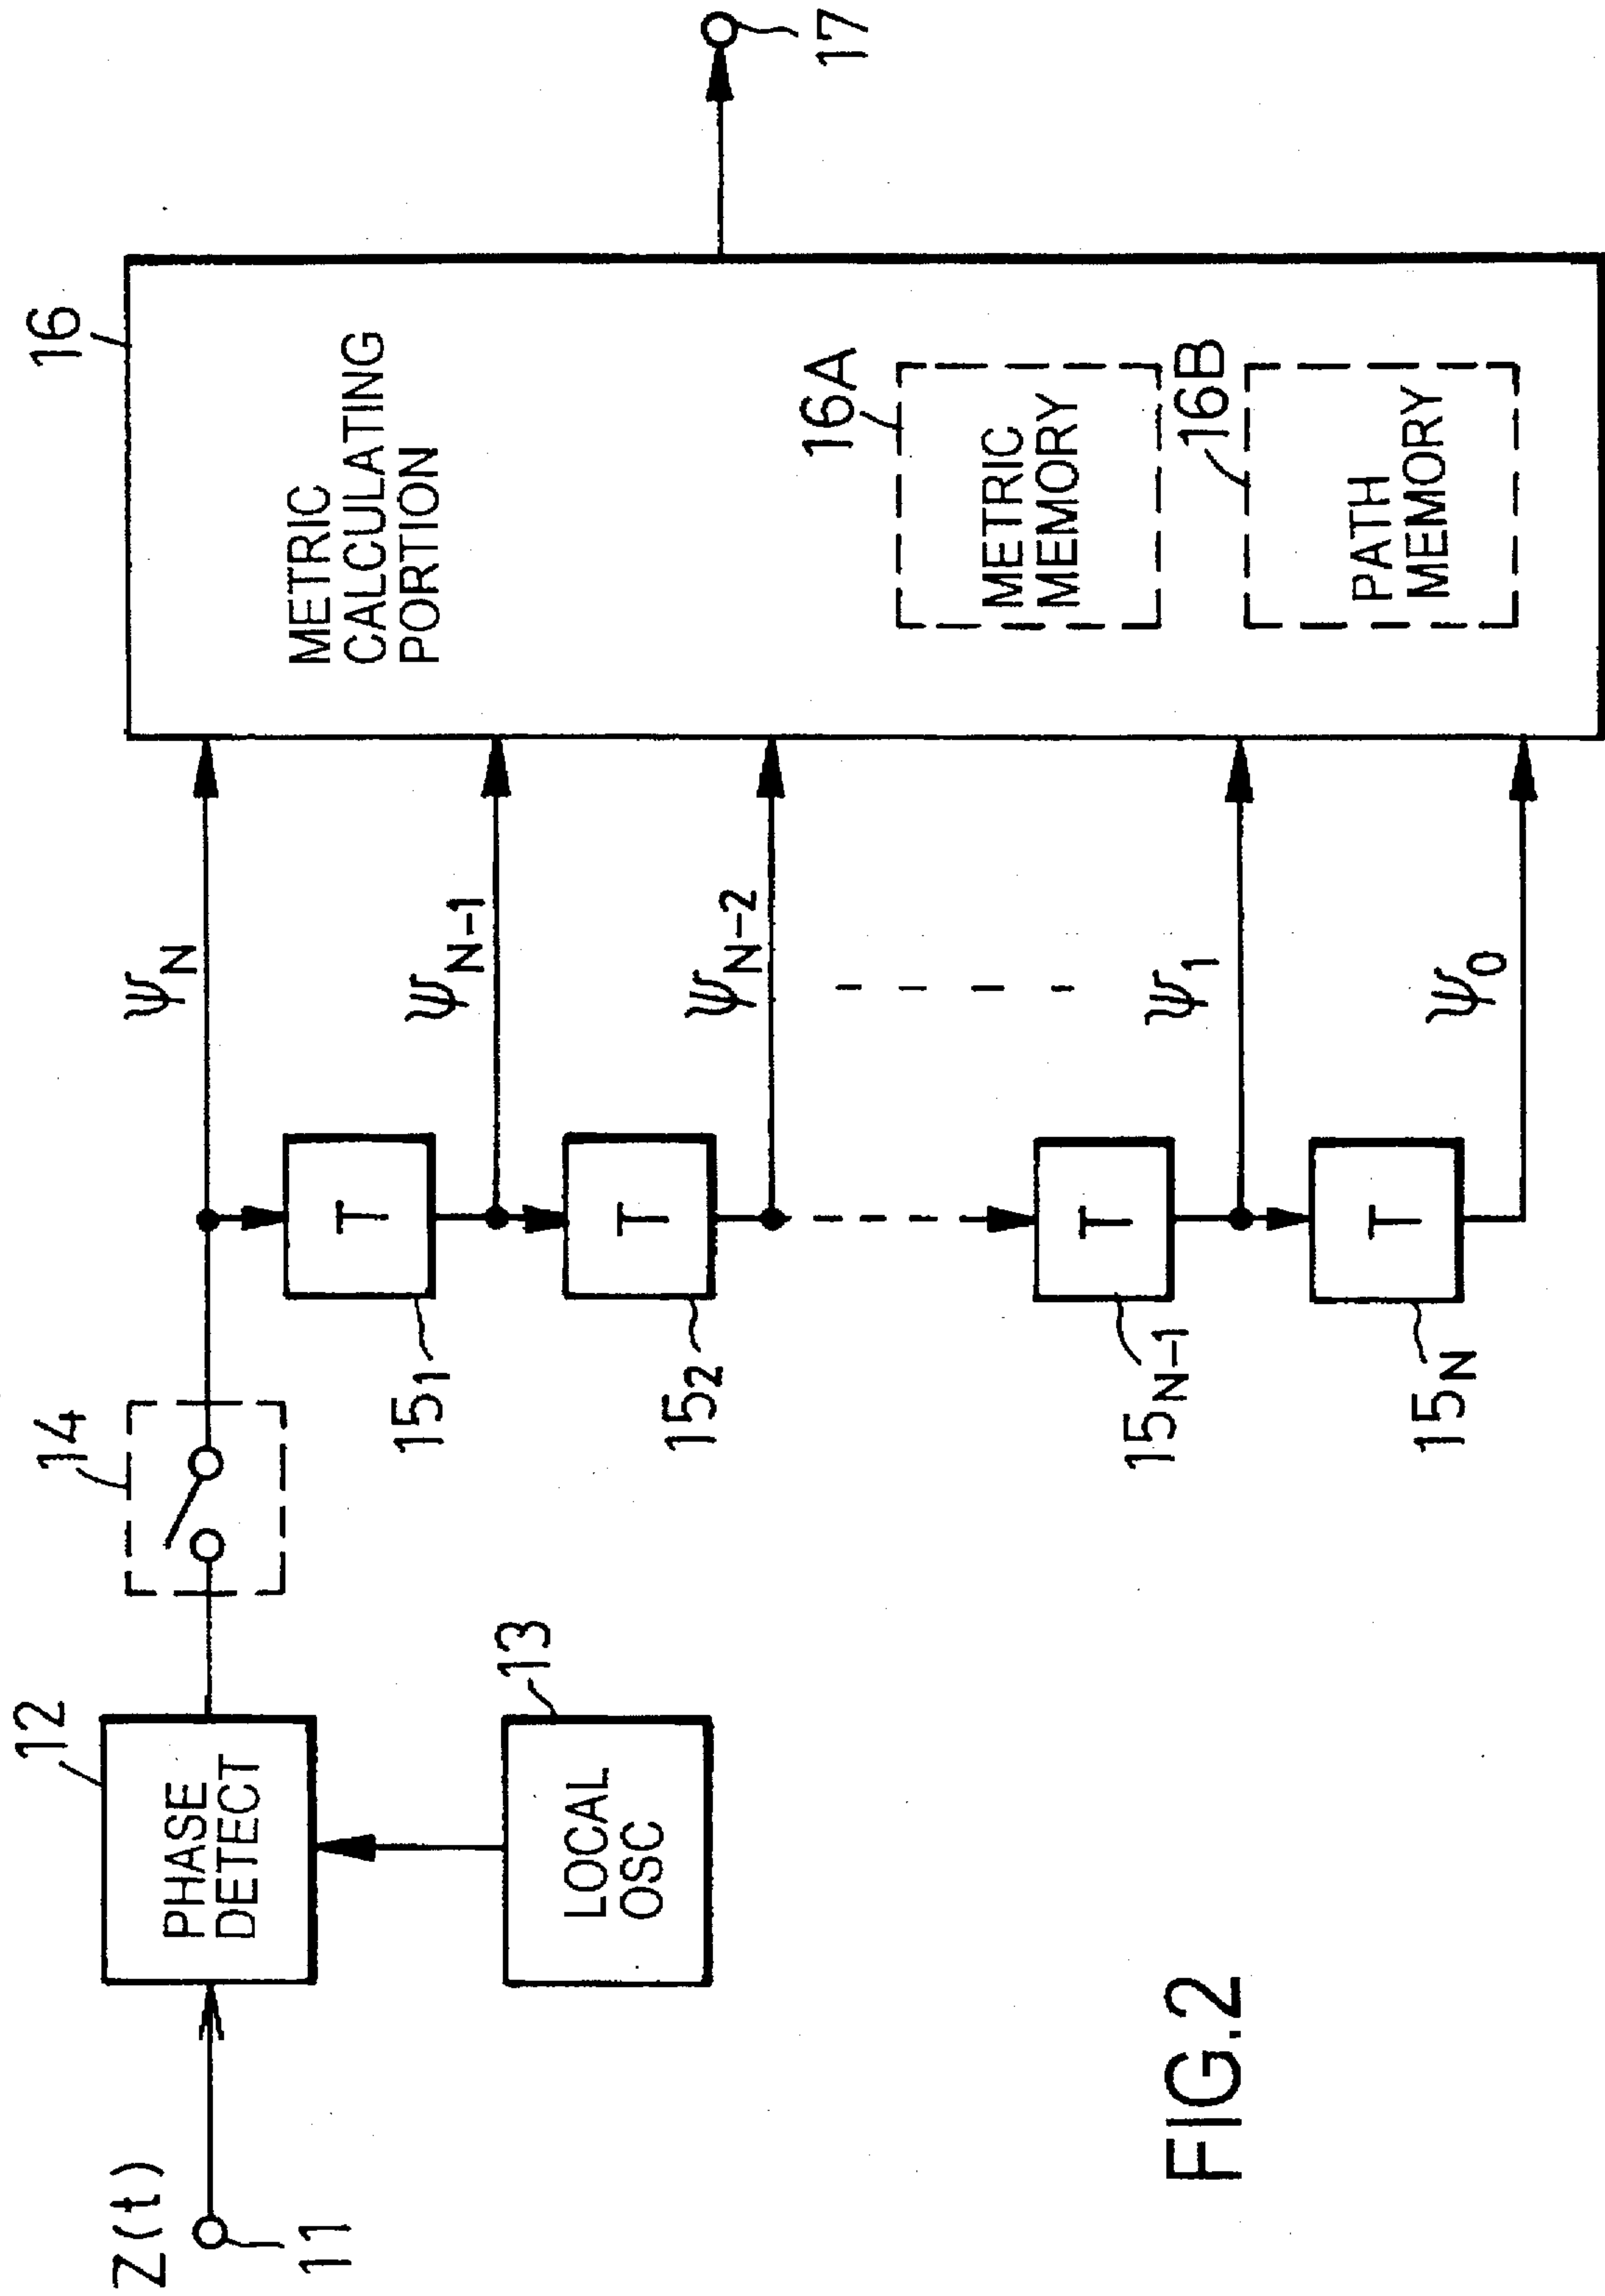 Z(t)
11
12
PHASE
DETECT
13
LOCAL
OSC
14
15₁
T
15₂
T
15N-1
T
15N
T
ΨN
ΨN-1
ΨN-2
Ψ1
Ψ0
16
METRIC
CALCULATING
PORTION
16A
METRIC
MEMORY
16B
PATH
MEMORY
17
FIG.2